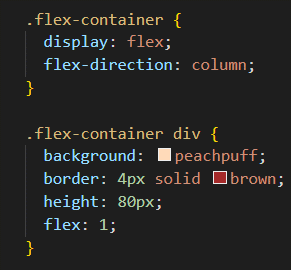 .flex-container {
  display: flex;
  flex-direction: column;
}

.flex-container div {
  background: peachpuff;
  border: 4px solid brown;
  height: 80px;
  flex: 1;
}